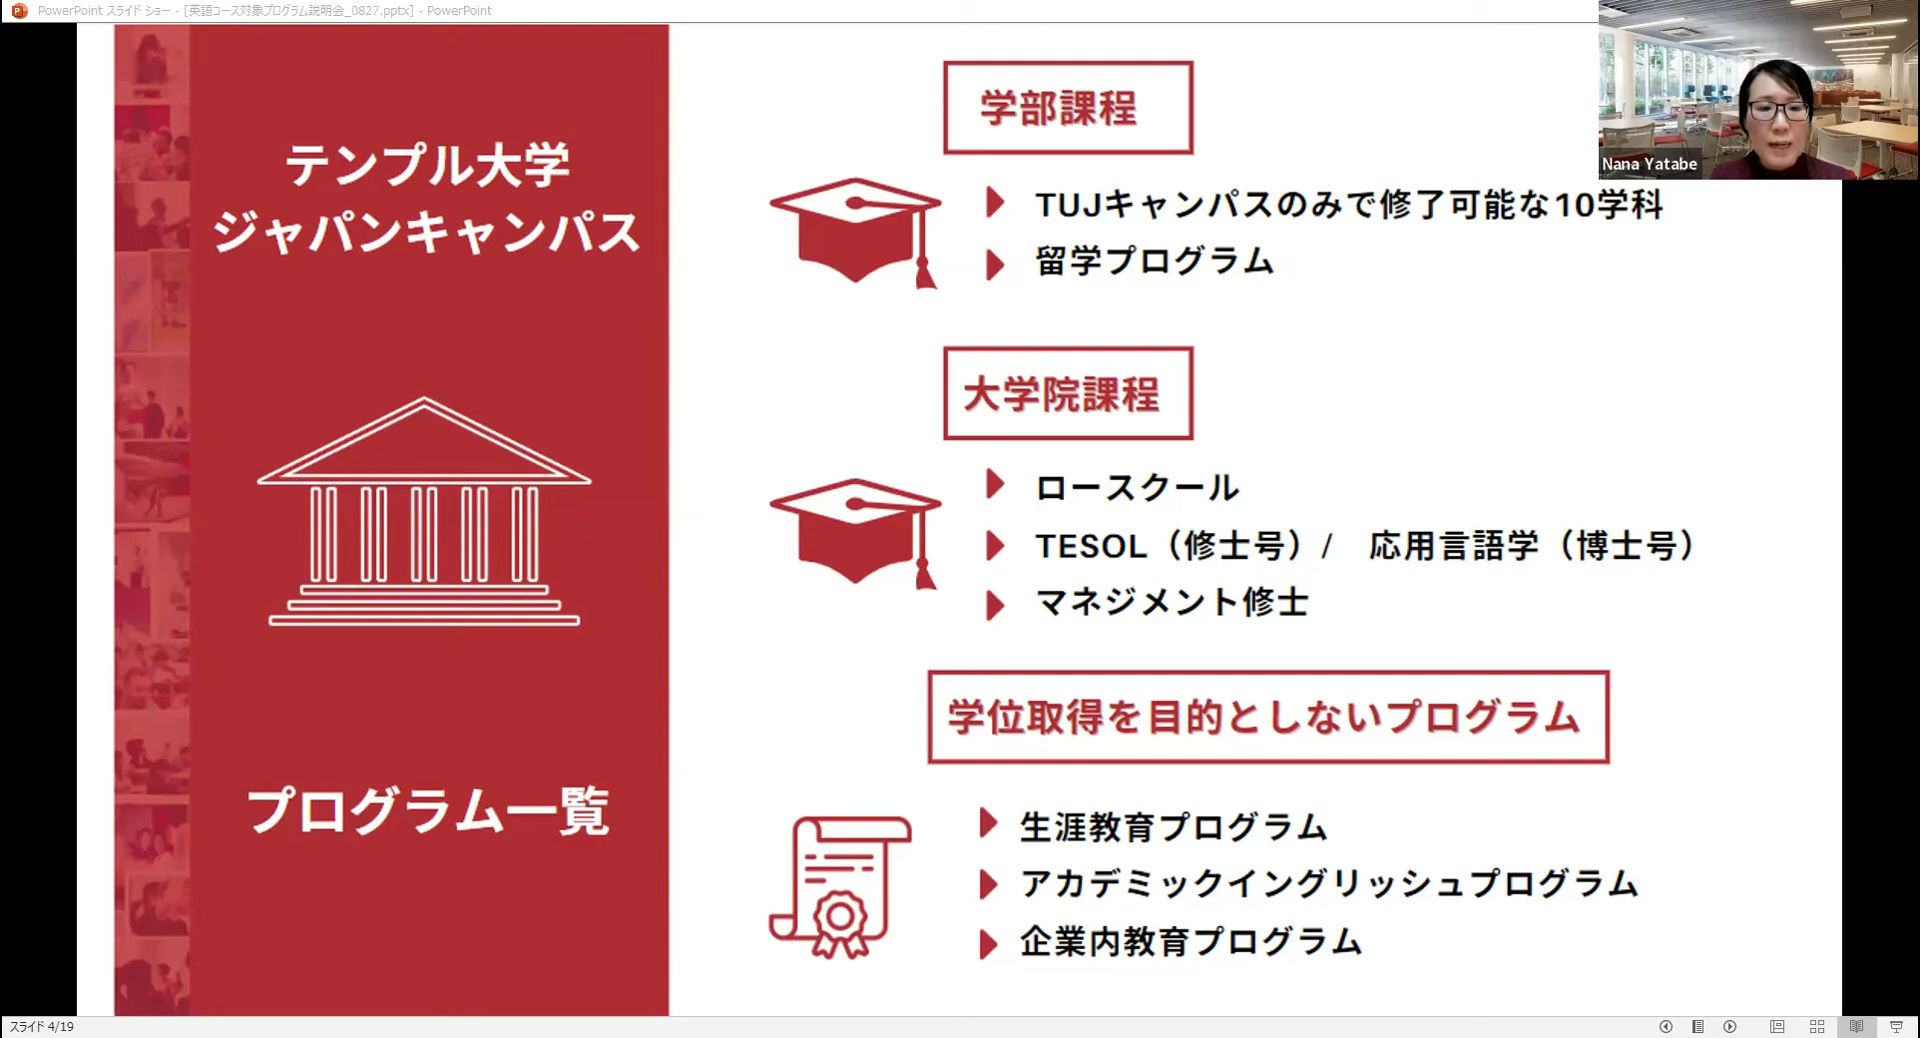 PowerPoint スライド ショー - [英語コース対象プログラム説明会_0827.pptx] - PowerPoint
テンプル大学
ジャパンキャンパス
プログラム一覧
学部課程
TUJキャンパスのみで修了可能な10学科
留学プログラム
大学院課程
ロースクール
TESOL（修士号）/　応用言語学（博士号）
マネジメント修士
学位取得を目的としないプログラム
生涯教育プログラム
アカデミックイングリッシュプログラム
企業内教育プログラム
Nana Yatabe
スライド 4/19